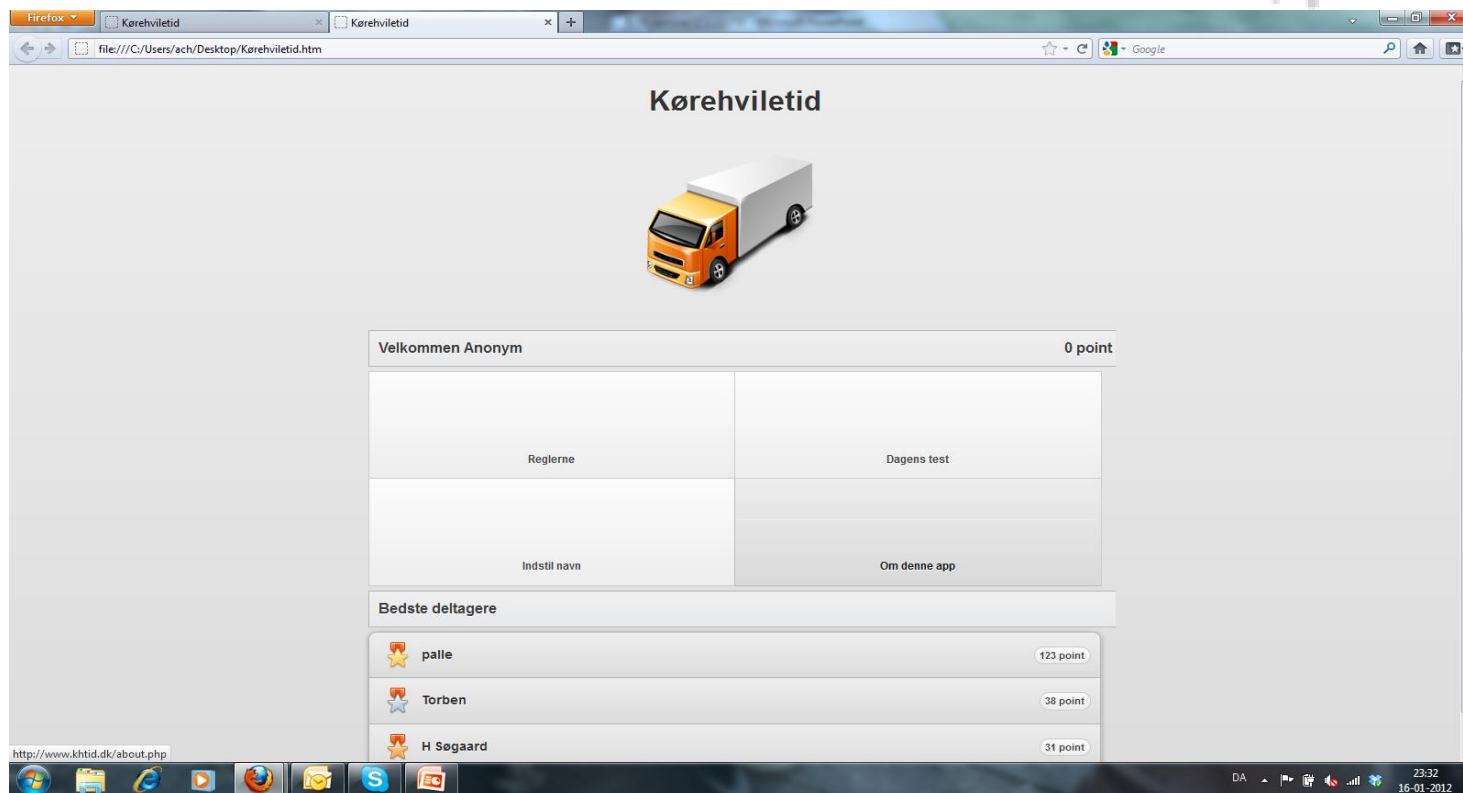 Firefox
Kørehviletid
Kørehviletid
file:///C:/Users/ach/Desktop/Kørehviletid.htm
Google
Kørehviletid
Velkommen Anonym 0 point
Reglerne Dagens test
Indstil navn Om denne app
Bedste deltagere
palle 123 point
Torben 38 point
H Søgaard 31 point
http://www.khtid.dk/about.php
DA 23:32
16-01-2012